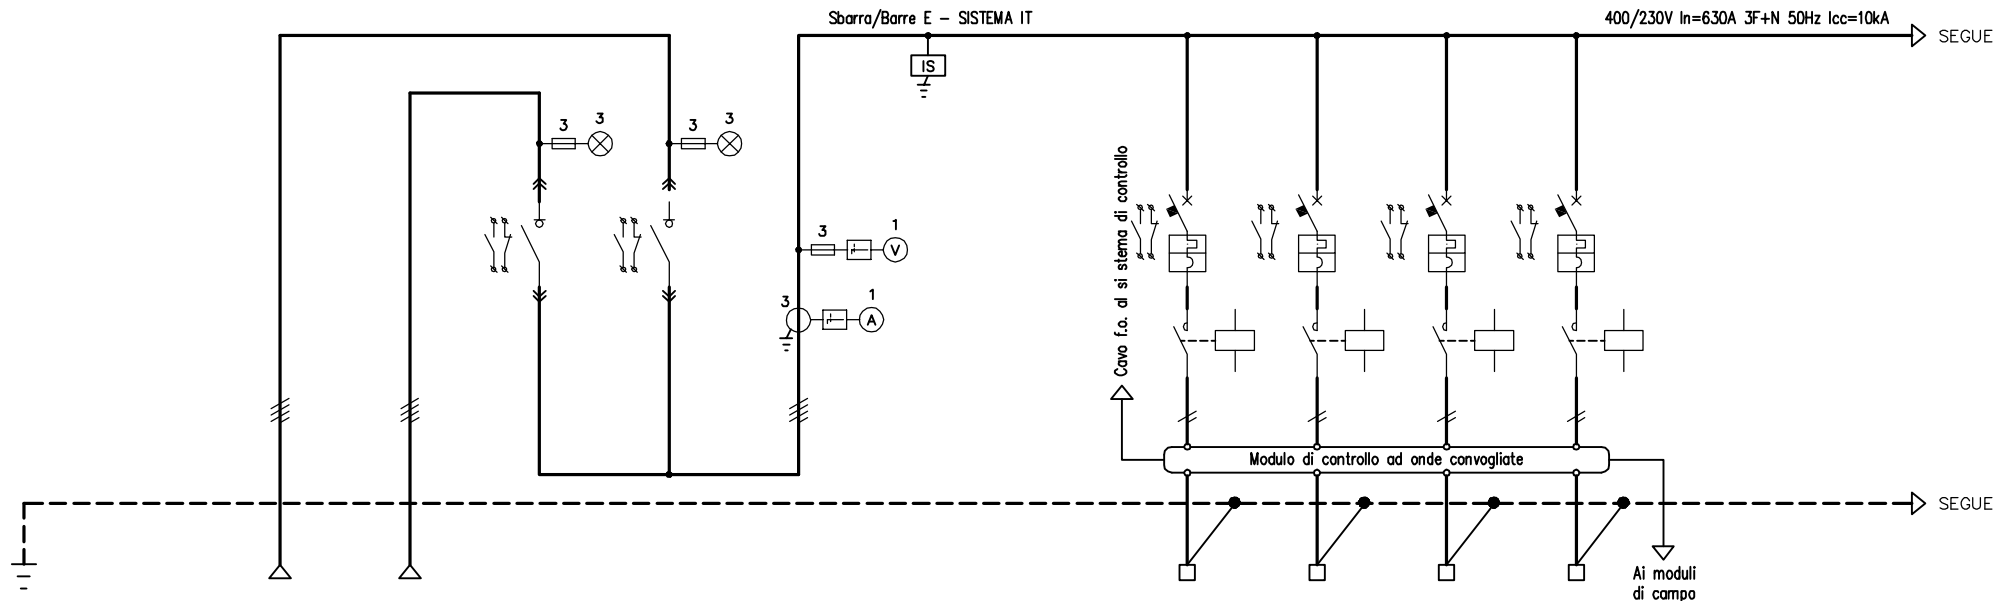 Sbarra/Barre E - SISTEMA IT
400/230V In=630A 3F+N 50Hz Icc=10kA
SEGUE
IS
3
3
3
3
3
1
V
3
1
A
Cavo f.o. al si stema di controllo
Modulo di controllo ad onde convogliate
SEGUE
Ai moduli
di campo